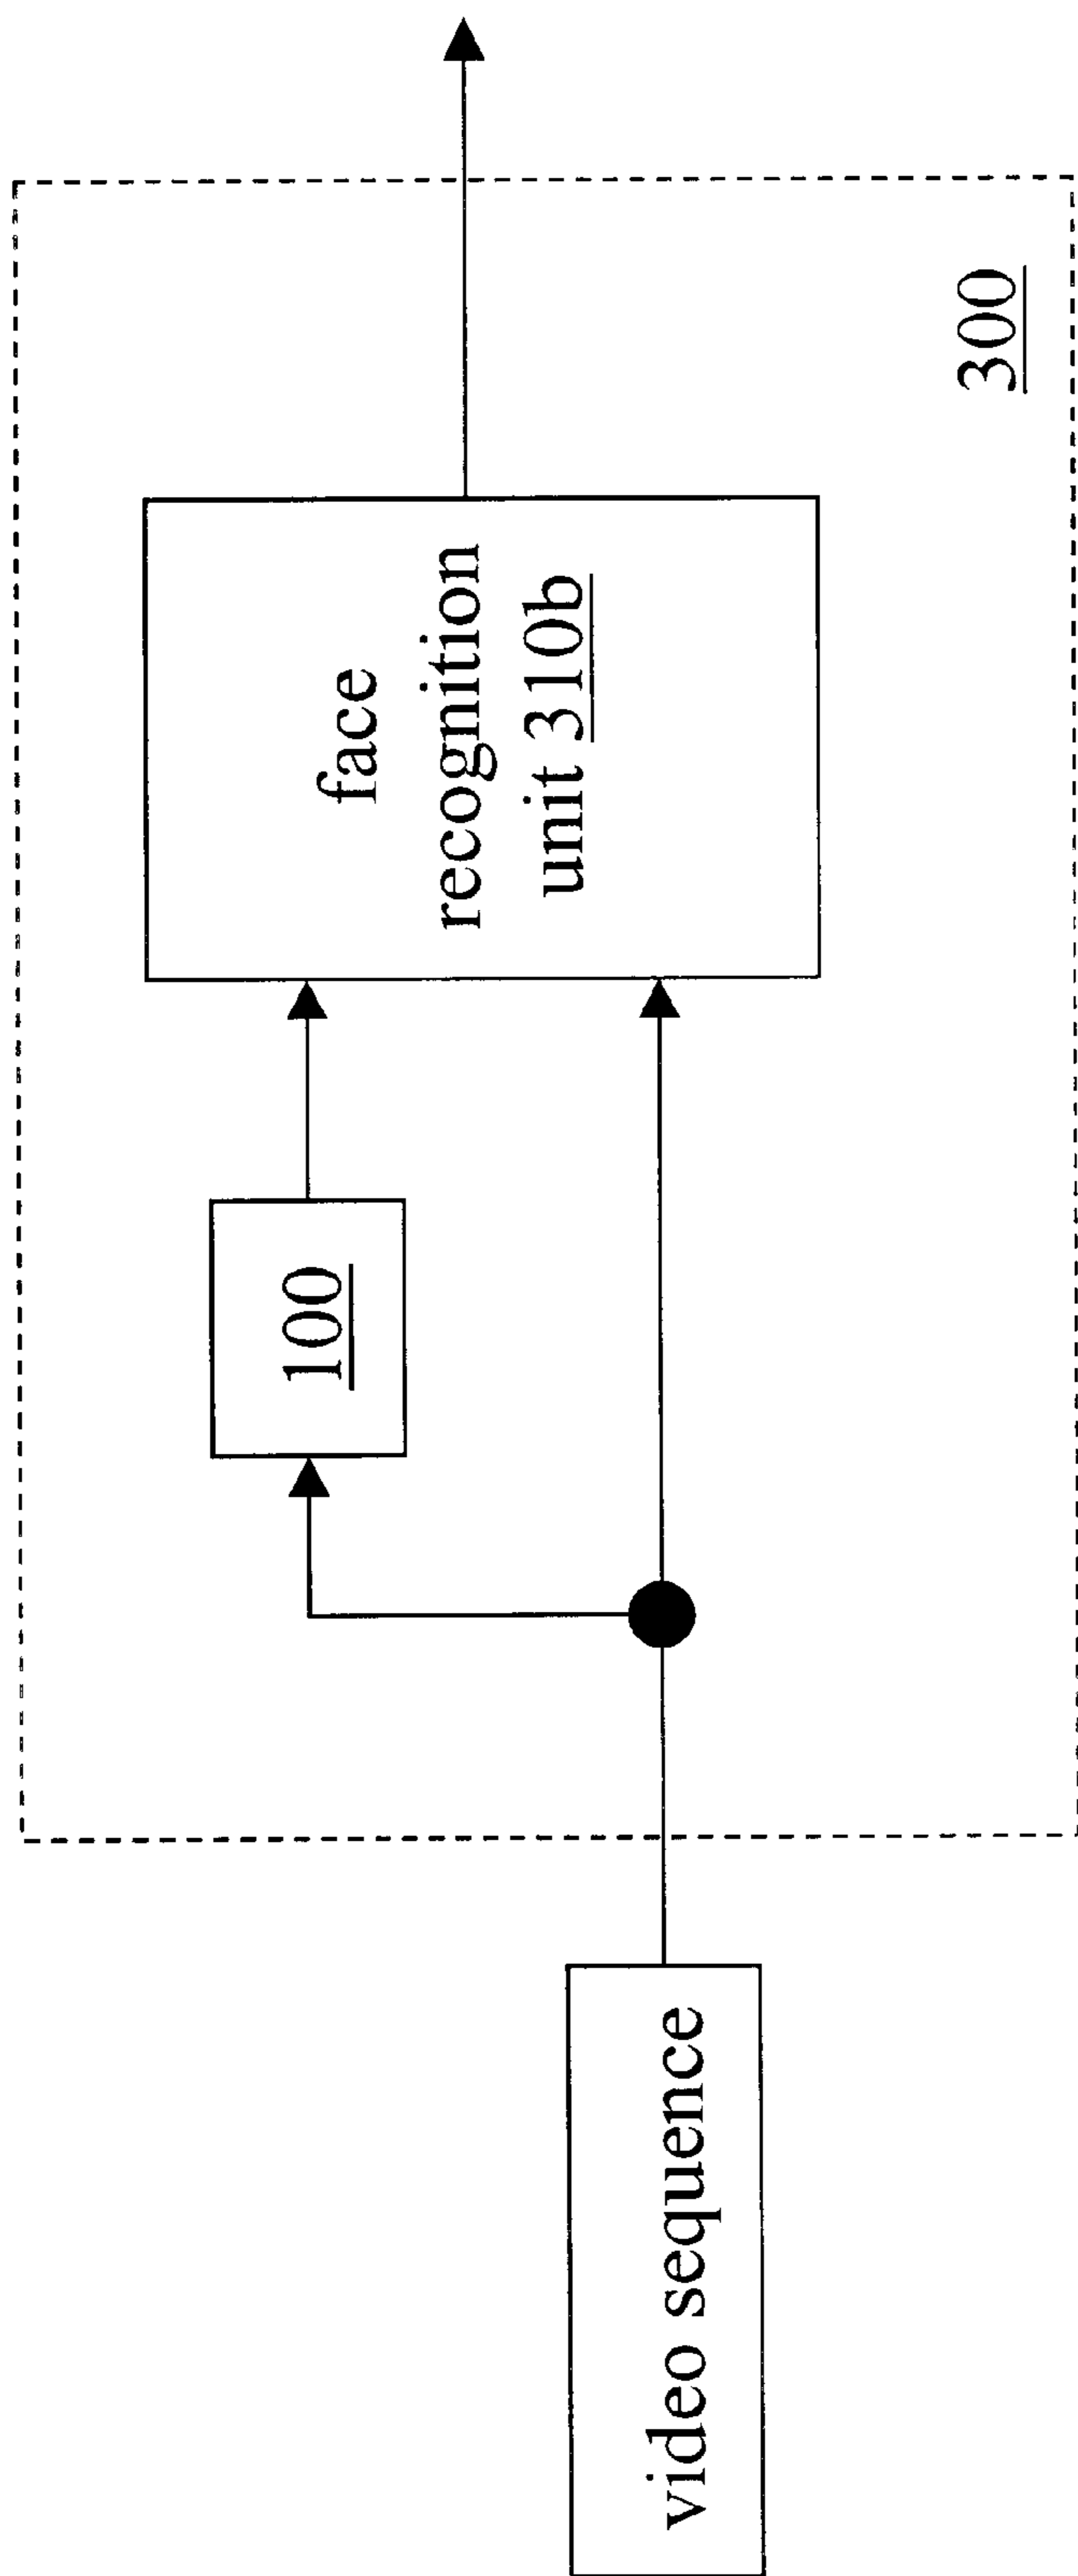 video sequence
100
face
recognition
unit 310b
300